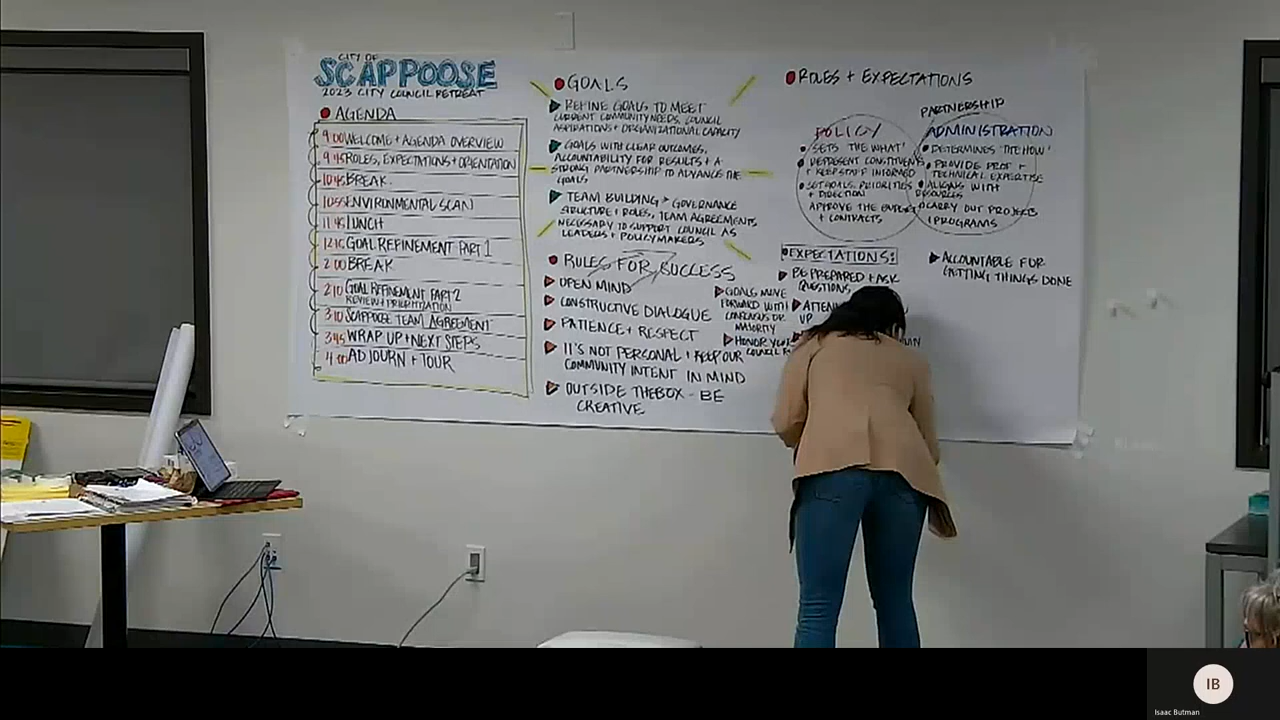 CITY OF
SCAPPOOSE
2023 CITY COUNCIL RETREAT
AGENDA
9:00 WELCOME + AGENDA OVERVIEW
9:45 ROLES, EXPECTATIONS + ORIENTATION
10:45 BREAK
10:55 ENVIRONMENTAL SCAN
11:45 LUNCH
12:15 GOAL REFINEMENT PART 1
2:00 BREAK
2:10 GOAL REFINEMENT PART 2
REVIEW + PRIORITIZATION
3:10 SCAPPOOSE TEAM AGREEMENT
3:45 WRAP UP + NEXT STEPS
4:00 ADJOURN + TOUR
GOALS
REFINE GOALS TO MEET
CURRENT COMMUNITY NEEDS, COUNCIL
ASPIRATIONS + ORGANIZATIONAL CAPACITY
GOALS WITH CLEAR OUTCOMES,
ACCOUNTABILITY FOR RESULTS + A
STRONG PARTNERSHIP TO ADVANCE THE
GOALS
TEAM BUILDING > GOVERNANCE
STRUCTURE + ROLES, TEAM AGREEMENTS
NECESSARY TO SUPPORT COUNCIL AS
LEADERS + POLICYMAKERS
RULES FOR SUCCESS
OPEN MIND
CONSTRUCTIVE DIALOGUE
PATIENCE + RESPECT
IT'S NOT PERSONAL + KEEP OUR
COMMUNITY INTENT IN MIND
OUTSIDE THE BOX - BE
CREATIVE
GOALS MOVE
FORWARD WITH
CONSENSUS OR
MAJORITY
HONOR YOUR
COUNCIL
ROLES + EXPECTATIONS
PARTNERSHIP
POLICY
SETS 'THE WHAT'
REPRESENT CONSTITUENTS
+ KEEP STAFF INFORMED
SET GOALS, PRIORITIES
+ DIRECTION
APPROVE THE BUDGET
+ CONTRACTS
ADMINISTRATION
DETERMINES 'THE HOW'
PROVIDE PROF +
TECHNICAL EXPERTISE
ALIGNS WITH
RESOURCES
CARRY OUT PROJECTS
+ PROGRAMS
EXPECTATIONS:
BE PREPARED + ASK
QUESTIONS
UP
ACCOUNTABLE FOR
GETTING THINGS DONE
IB
Isaac Butman